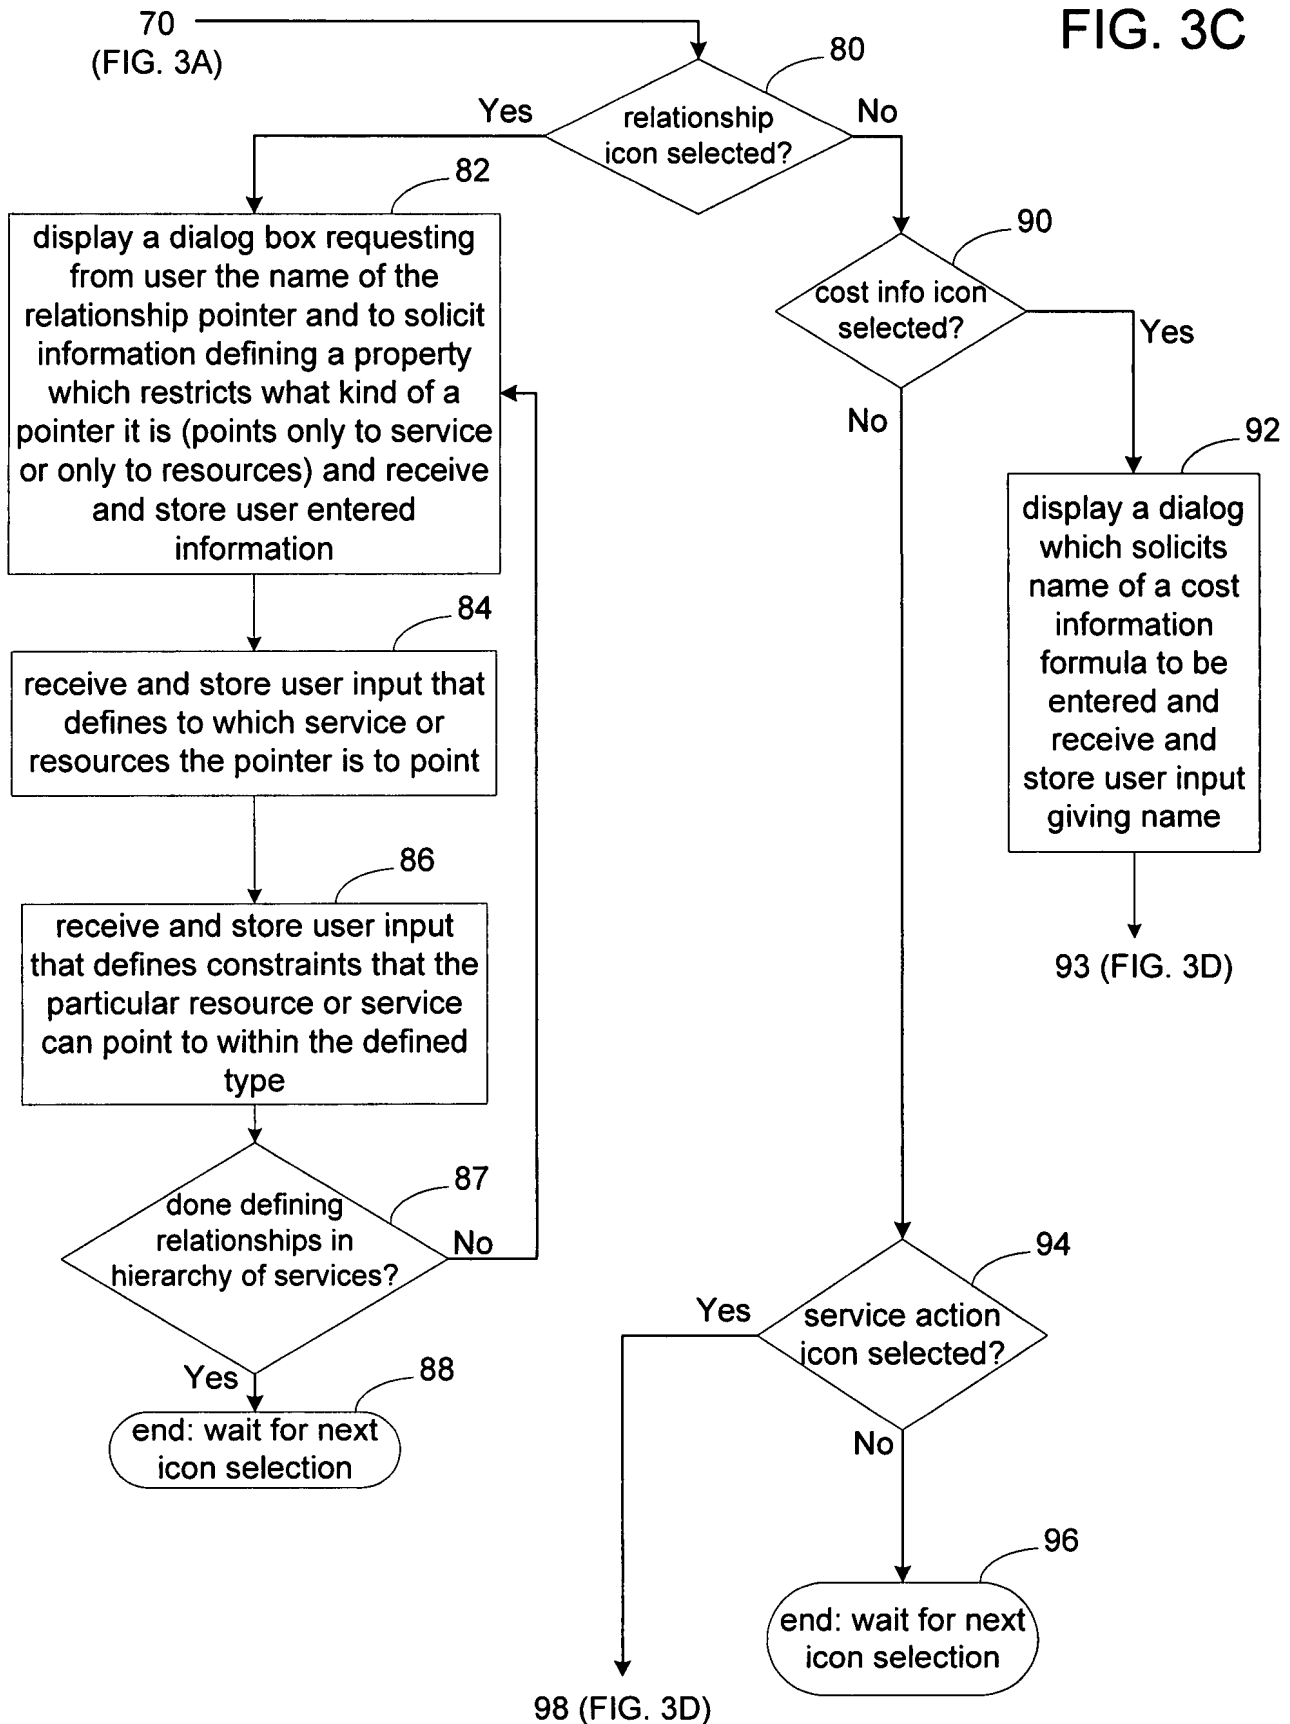 FIG. 3C
70
(FIG. 3A)
80
relationship
icon selected?
Yes
No
82
display a dialog box requesting
from user the name of the
relationship pointer and to solicit
information defining a property
which restricts what kind of a
pointer it is (points only to service
or only to resources) and receive
and store user entered
information
84
receive and store user input that
defines to which service or
resources the pointer is to point
86
receive and store user input
that defines constraints that the
particular resource or service
can point to within the defined
type
87
done defining
relationships in
hierarchy of services?
No
Yes
88
end: wait for next
icon selection
90
cost info icon
selected?
Yes
No
92
display a dialog
which solicits
name of a cost
information
formula to be
entered and
receive and
store user input
giving name
93 (FIG. 3D)
94
service action
icon selected?
Yes
No
96
end: wait for next
icon selection
98 (FIG. 3D)